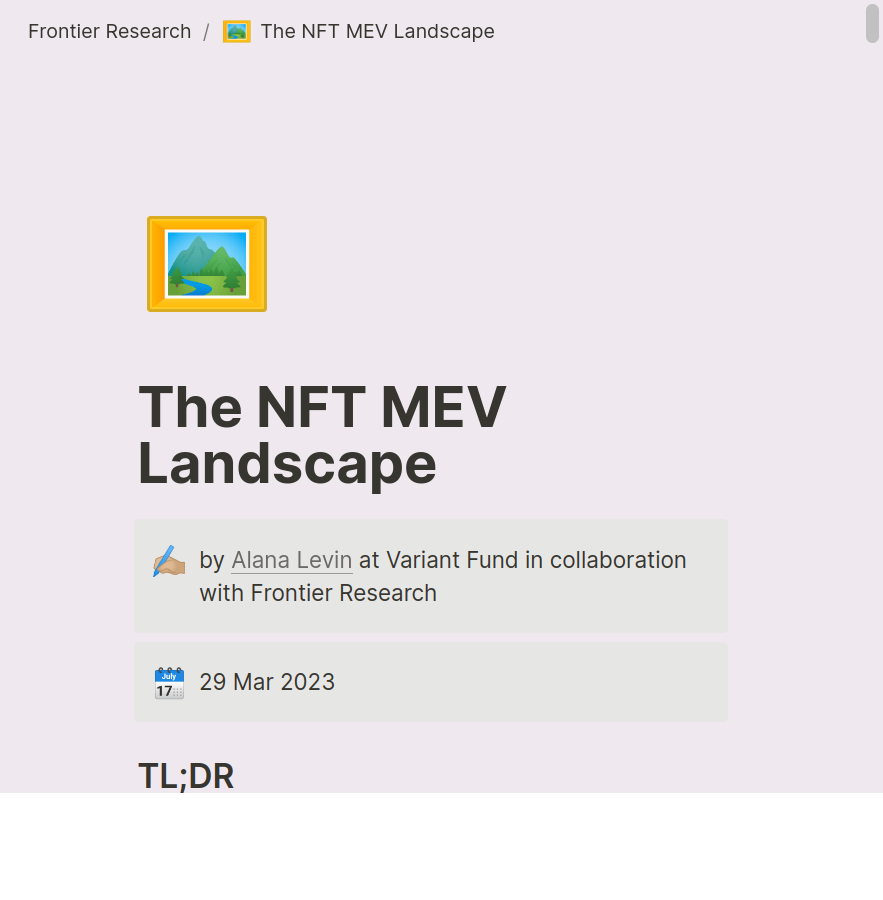 Frontier Research / The NFT MEV Landscape
The NFT MEV
Landscape
by Alana Levin at Variant Fund in collaboration
with Frontier Research
July
17
29 Mar 2023
TL;DR